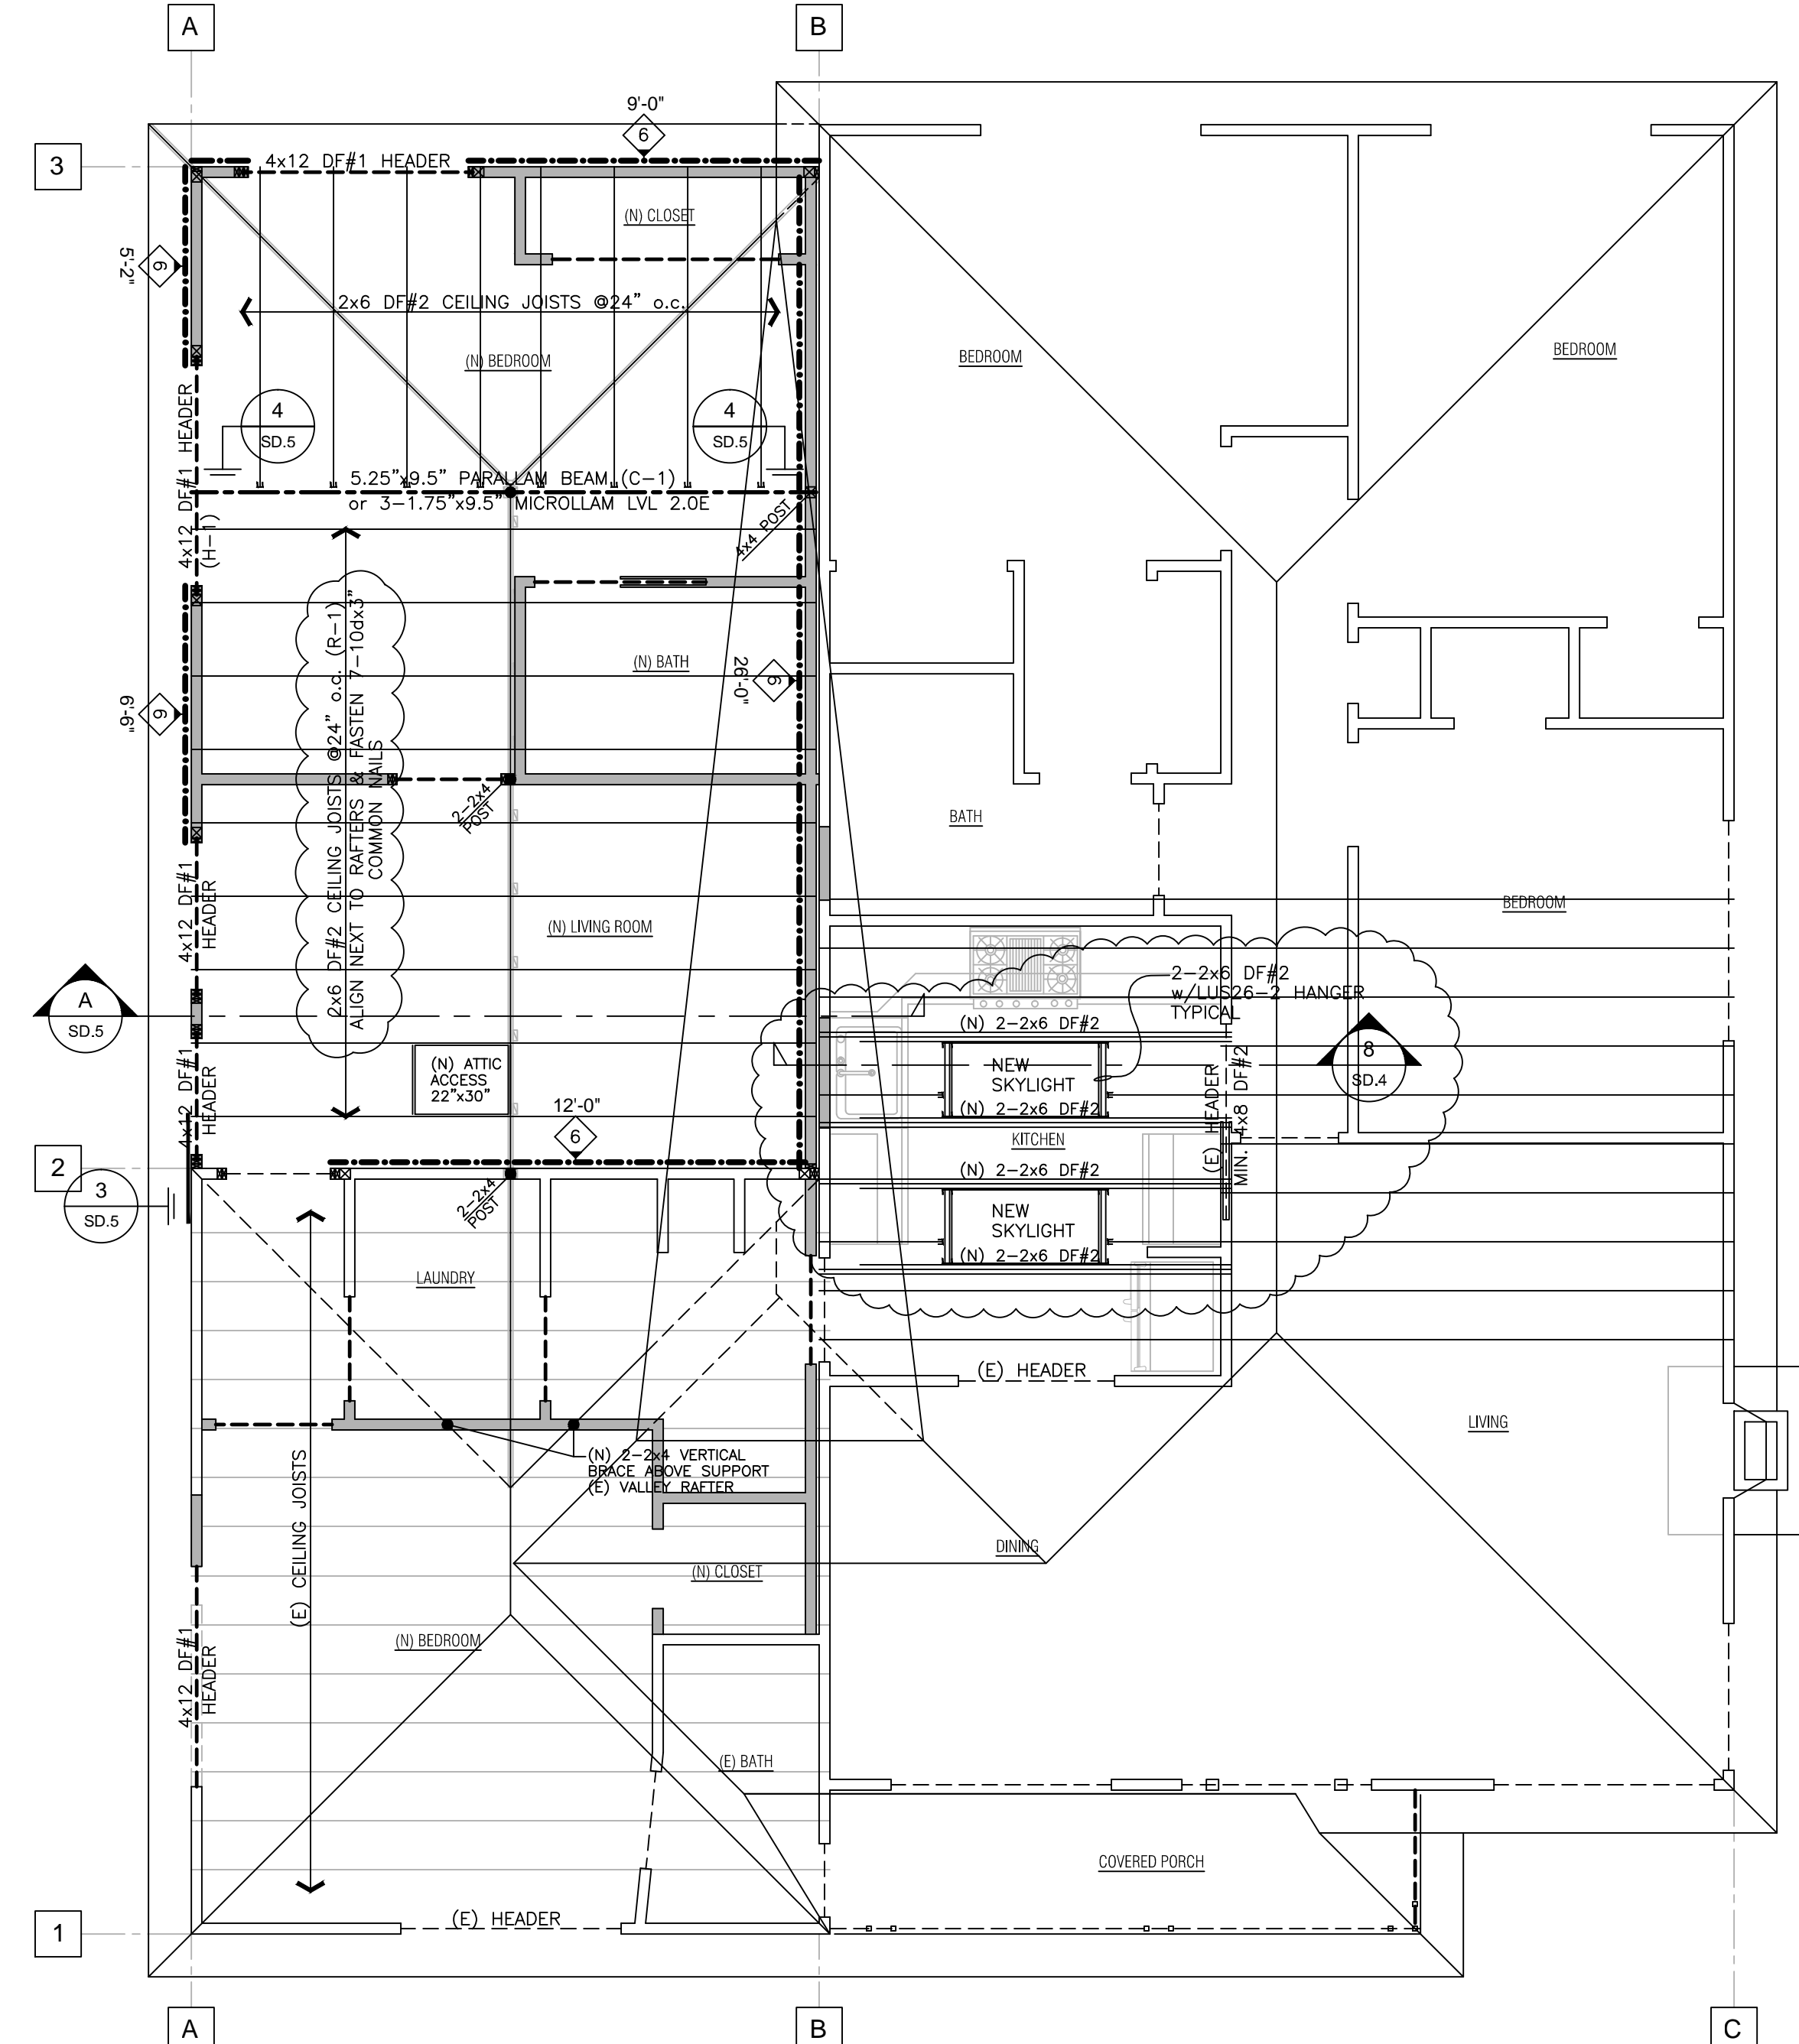 A
B
3
9'-0"
6
4x12 DF#1 HEADER
(N) CLOSET
5'-2"
6
2x6 DF#2 CEILING JOISTS @24" o.c.
(N) BEDROOM
BEDROOM
BEDROOM
4
SD.5
4
SD.5
4x12 DF#1 HEADER
(H-1)
5.25"x9.5" PARALLAM BEAM (C-1)
or 3-1.75"x9.5" MICROLLAM LVL 2.0E
4x4 POST
2x6 DF#2 CEILING JOISTS @24" o.c. (R-1)
ALIGN NEXT TO RAFTERS & FASTEN 7-10dx3"
COMMON NAILS
(N) BATH
26'-0"
6
6'-6"
6
2-2x4
POST
BATH
BEDROOM
4x12 DF#1
HEADER
(N) LIVING ROOM
A
SD.5
2-2x6 DF#2
w/LUS26-2 HANGER
TYPICAL
(N) 2-2x6 DF#2
NEW
SKYLIGHT
(N) 2-2x6 DF#2
8
SD.4
(E) HEADER
MIN. 4x8 DF#2
KITCHEN
4x12 DF#1
HEADER
(N) ATTIC
ACCESS
22"x30"
12'-0"
6
2
3
SD.5
2-2x4
POST
(N) 2-2x6 DF#2
NEW
SKYLIGHT
(N) 2-2x6 DF#2
LAUNDRY
(E) HEADER
LIVING
(N) 2-2x4 VERTICAL
BRACE ABOVE SUPPORT
(E) VALLEY RAFTER
(E) CEILING JOISTS
DINING
(N) CLOSET
(N) BEDROOM
4x12 DF#1
HEADER
(E) BATH
COVERED PORCH
(E) HEADER
1
A
B
C